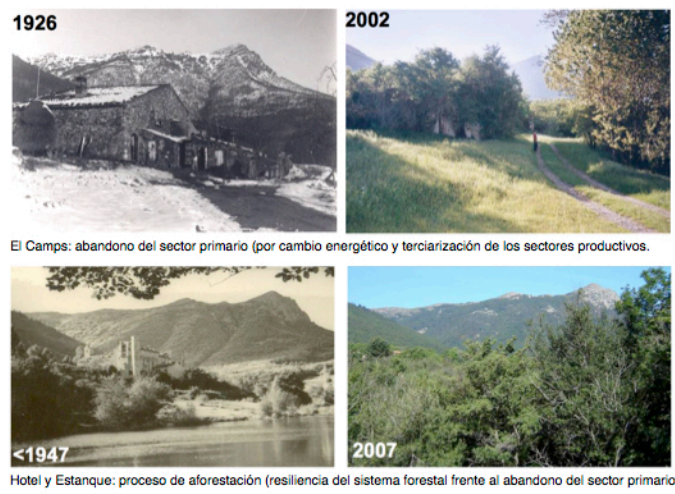 1926
2002
El Camps: abandono del sector primario (por cambio energético y terciarización de los sectores productivos.
<1947
2007
Hotel y Estanque: proceso de aforestación (resiliencia del sistema forestal frente al abandono del sector primario